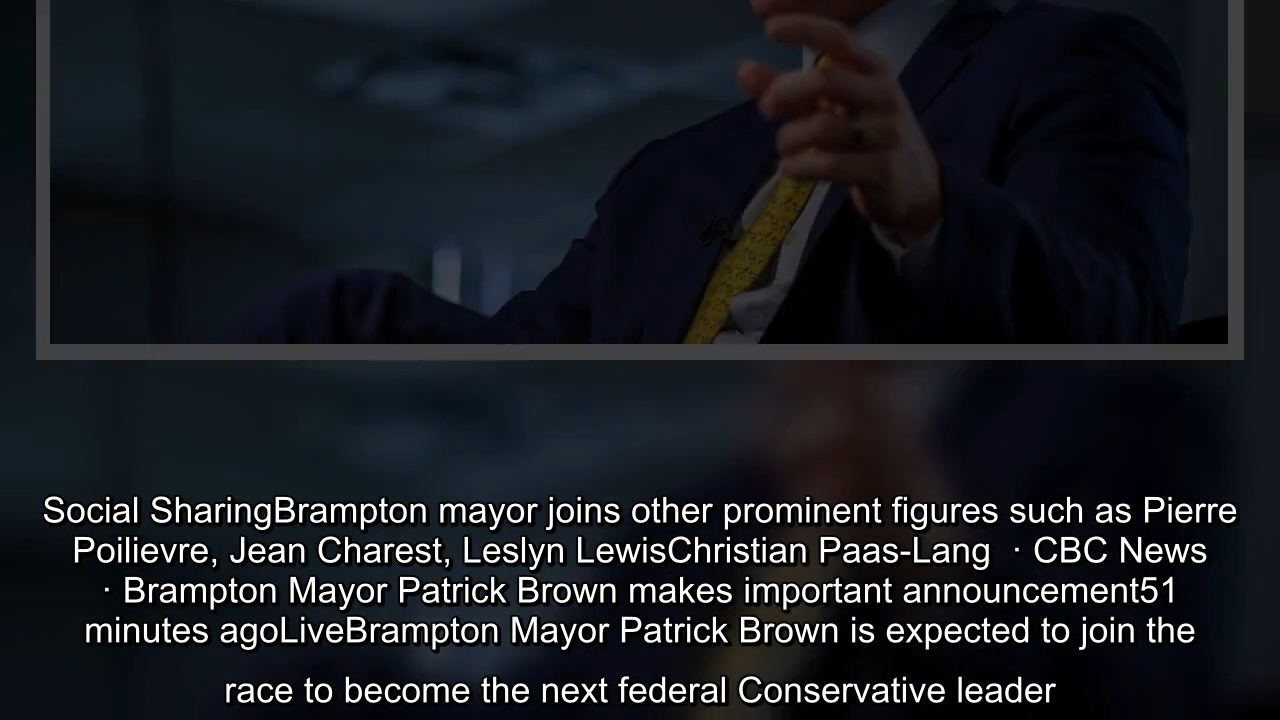 Social SharingBrampton mayor joins other prominent figures such as Pierre
Poilievre, Jean Charest, Leslyn LewisChristian Paas-Lang  · CBC News
· Brampton Mayor Patrick Brown makes important announcement51
minutes agoLiveBrampton Mayor Patrick Brown is expected to join the
race to become the next federal Conservative leader